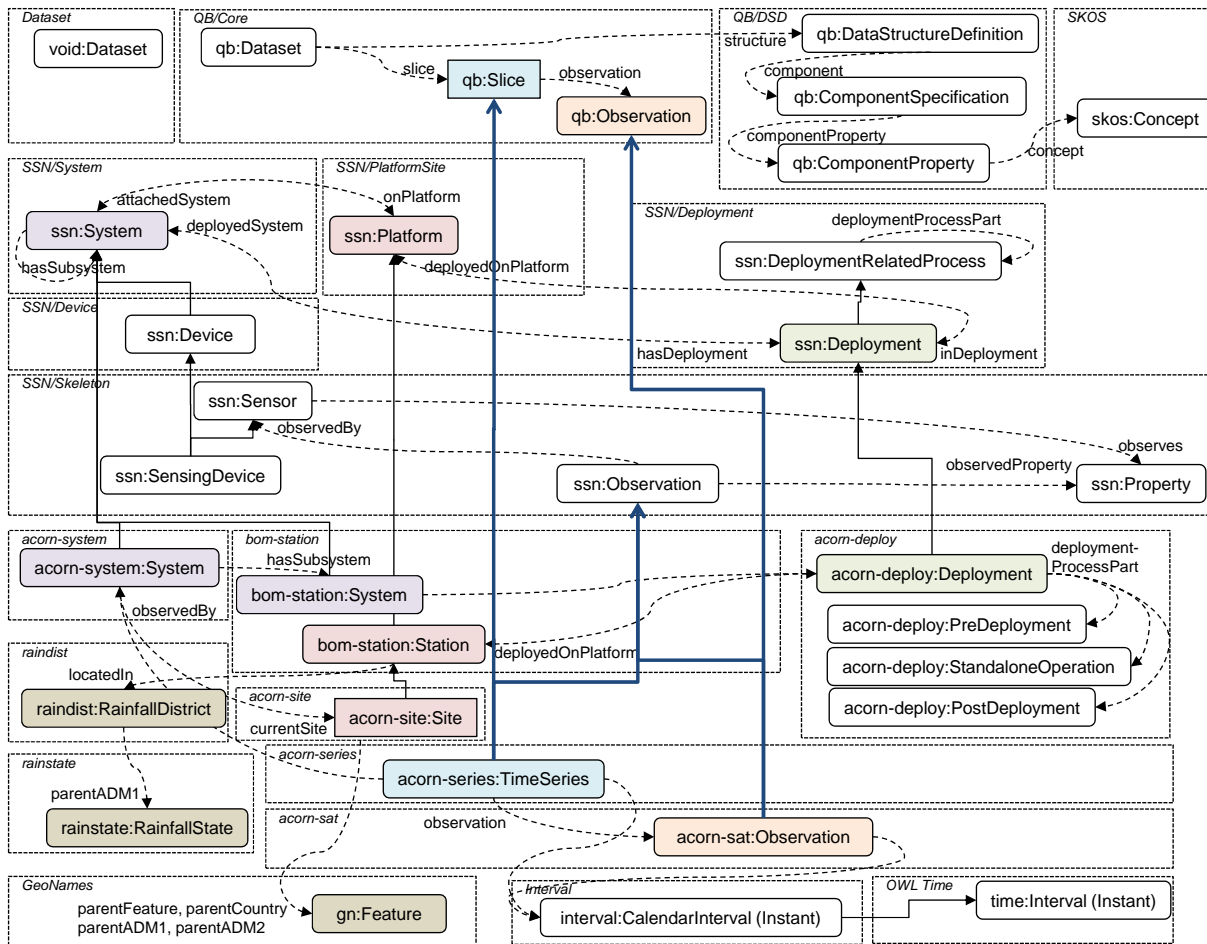 Dataset
QB/Core
QB/DSD
SKOS
void:Dataset
qb:Dataset
structure
qb:DataStructureDefinition
slice
qb:Slice
observation
component
qb:ComponentSpecification
qb:Observation
skos:Concept
componentProperty
concept
qb:ComponentProperty
SSN/System
SSN/PlatformSite
attachedSystem
onPlatform
SSN/Deployment
deploymentProcessPart
ssn:System
deployedSystem
ssn:Platform
hasSubsystem
deployedOnPlatform
ssn:DeploymentRelatedProcess
SSN/Device
ssn:Device
hasDeployment
ssn:Deployment
inDeployment
SSN/Skeleton
ssn:Sensor
observedBy
observes
ssn:SensingDevice
ssn:Observation
observedProperty
ssn:Property
acorn-system
bom-station
acorn-deploy
hasSubsystem
deployment-
ProcessPart
acorn-system:System
acorn-deploy:Deployment
bom-station:System
observedBy
acorn-deploy:PreDeployment
bom-station:Station
deployedOnPlatform
raindist
acorn-deploy:StandaloneOperation
locatedIn
acorn-site
raindist:RainfallDistrict
acorn-site:Site
acorn-deploy:PostDeployment
currentSite
acorn-series
rainstate
acorn-series:TimeSeries
parentADM1
acorn-sat
observation
rainstate:RainfallState
acorn-sat:Observation
GeoNames
Interval
OWL Time
parentFeature, parentCountry
parentADM1, parentADM2
gn:Feature
interval:CalendarInterval (Instant)
time:Interval (Instant)